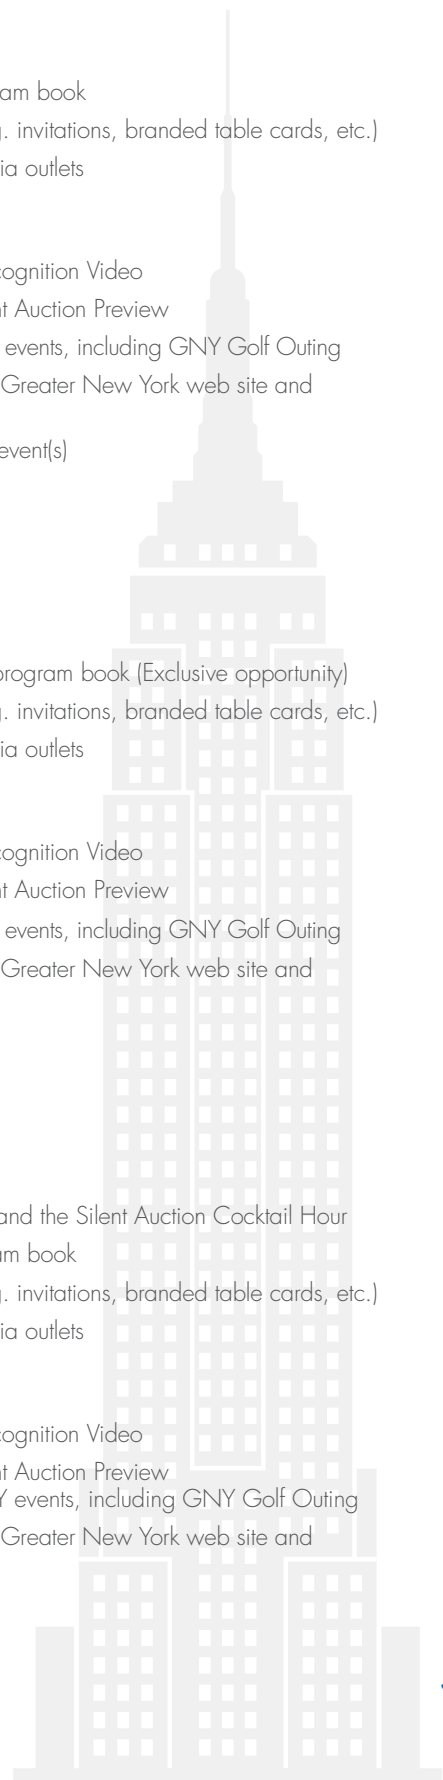 am book
. invitations, branded table cards, etc.)
ia outlets
cognition Video
t Auction Preview
events, including GNY Golf Outing
Greater New York web site and
event(s)
program book (Exclusive opportunity)
. invitations, branded table cards, etc.)
ia outlets
cognition Video
t Auction Preview
events, including GNY Golf Outing
Greater New York web site and
and the Silent Auction Cocktail Hour
am book
. invitations, branded table cards, etc.)
ia outlets
cognition Video
t Auction Preview
Y events, including GNY Golf Outing
Greater New York web site and